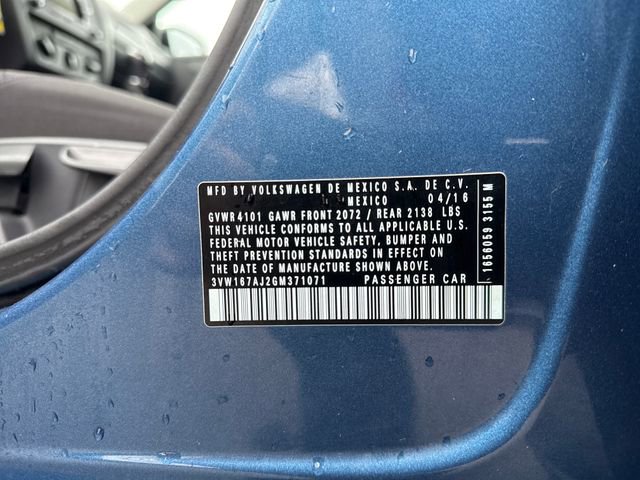 MFD BY VOLKSWAGEN DE MEXICO S.A. DE C.V.
MEXICO 04/16
GVWR 4101 GAWR FRONT 2072 / REAR 2138 LBS
THIS VEHICLE CONFORMS TO ALL APPLICABLE U.S.
FEDERAL MOTOR VEHICLE SAFETY, BUMPER AND
THEFT PREVENTION STANDARDS IN EFFECT ON
THE DATE OF MANUFACTURE SHOWN ABOVE.
3VW167AJ2GM371071 PASSENGER CAR
1656059 3155 M